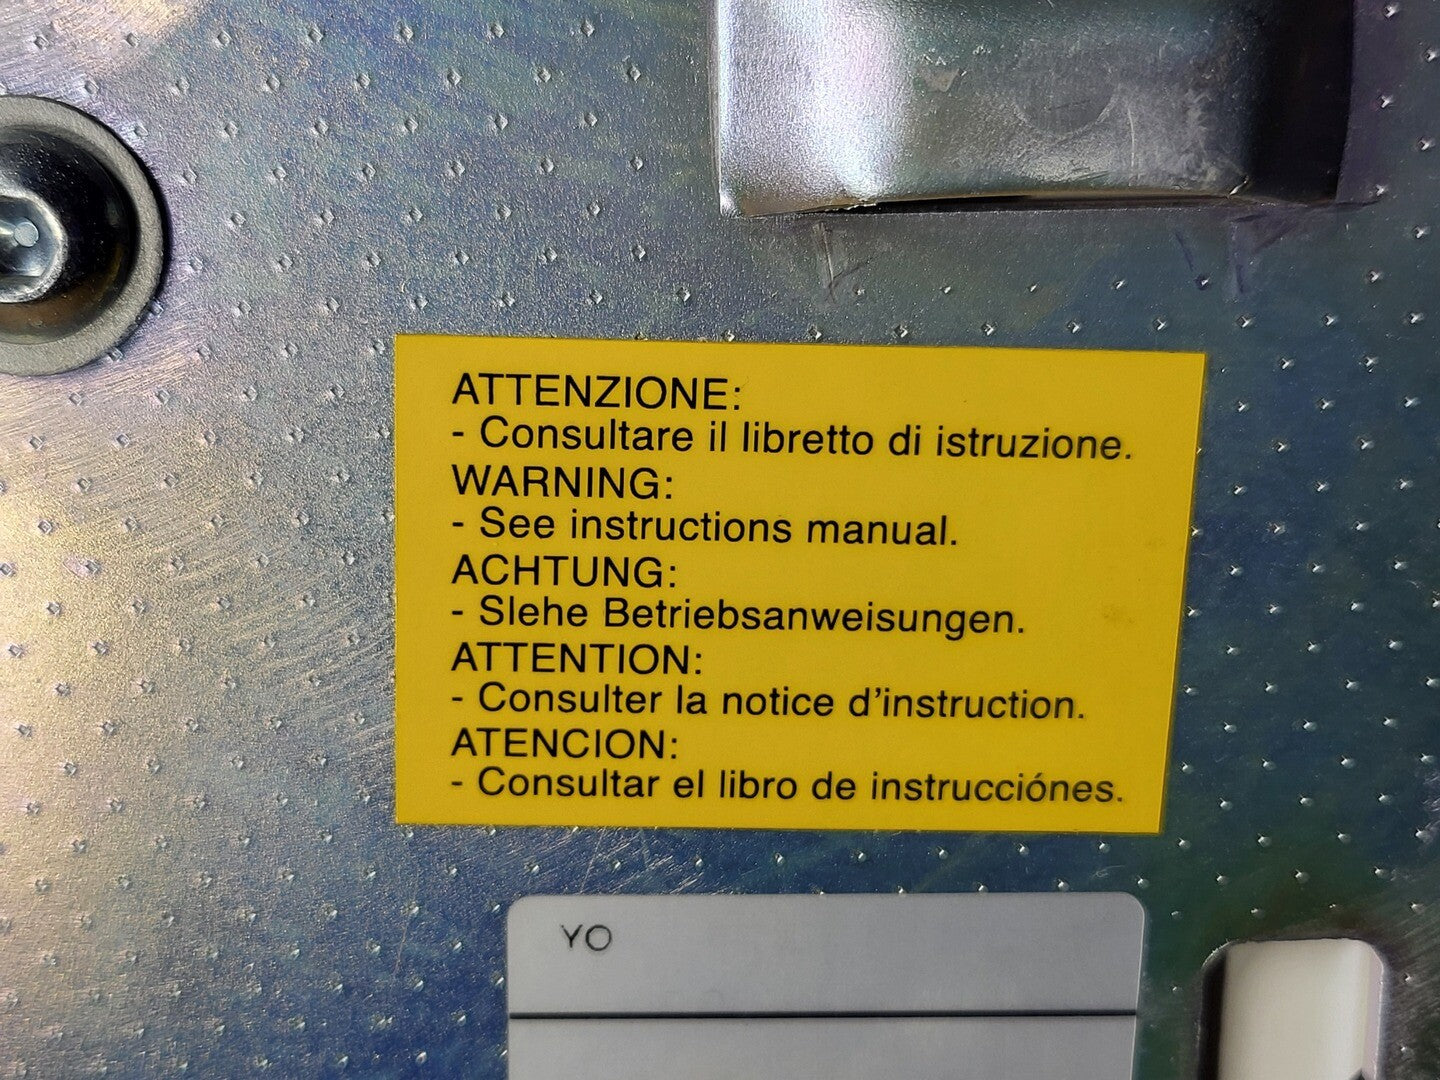 ATTENZIONE:
- Consultare il libretto di istruzione.
WARNING:
- See instructions manual.
ACHTUNG:
- Slehe Betriebsanweisungen.
ATTENTION:
- Consulter la notice d'instruction.
ATENCION:
- Consultar el libro de instrucciónes.
YO